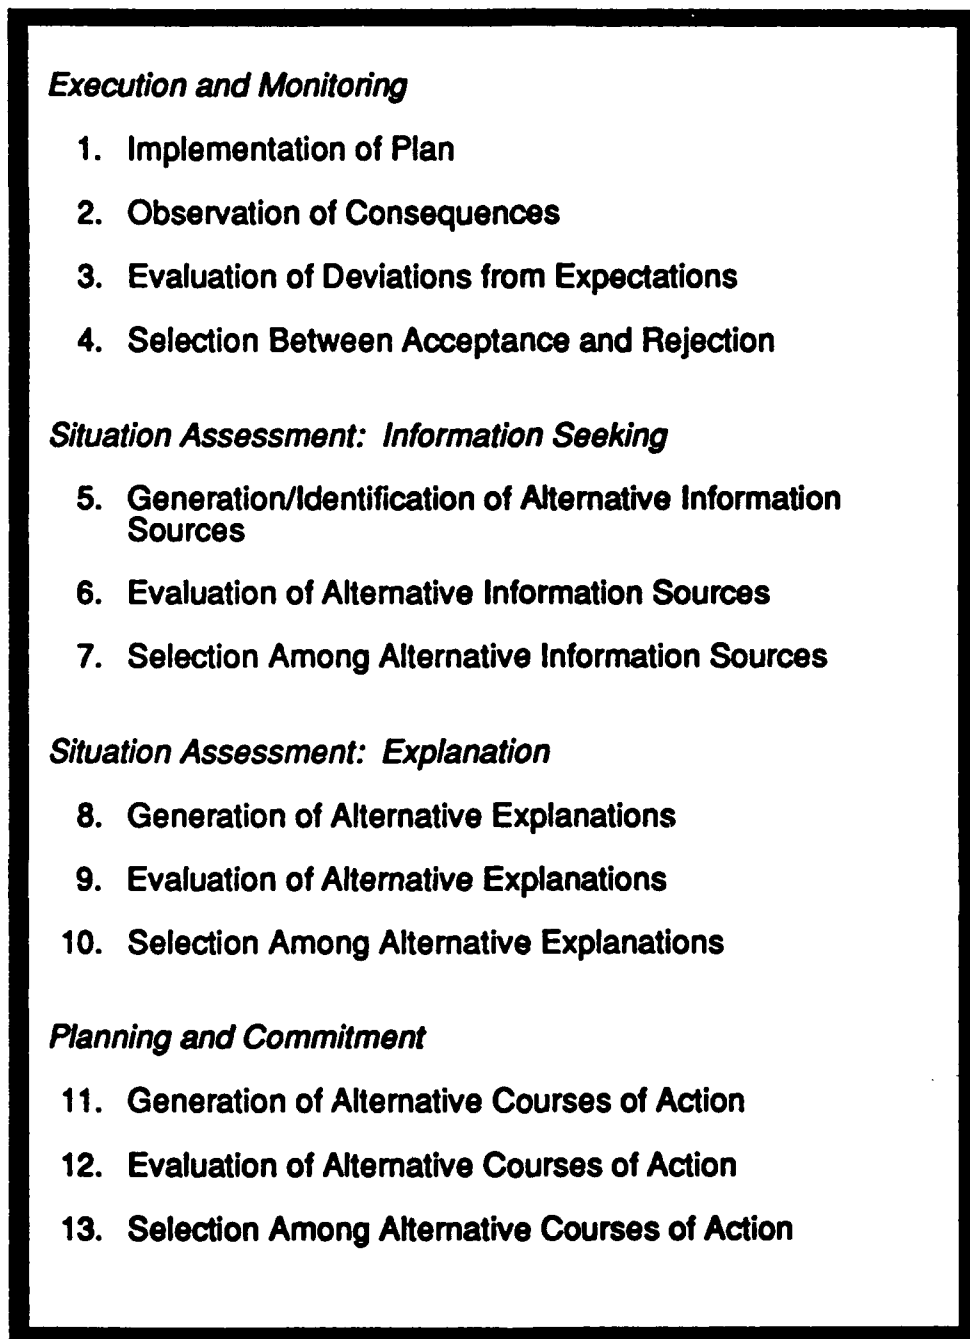 Execution and Monitoring
1. Implementation of Plan
2. Observation of Consequences
3. Evaluation of Deviations from Expectations
4. Selection Between Acceptance and Rejection
Situation Assessment: Information Seeking
5. Generation/Identification of Alternative Information
Sources
6. Evaluation of Alternative Information Sources
7. Selection Among Alternative Information Sources
Situation Assessment: Explanation
8. Generation of Alternative Explanations
9. Evaluation of Alternative Explanations
10. Selection Among Alternative Explanations
Planning and Commitment
11. Generation of Alternative Courses of Action
12. Evaluation of Alternative Courses of Action
13. Selection Among Alternative Courses of Action